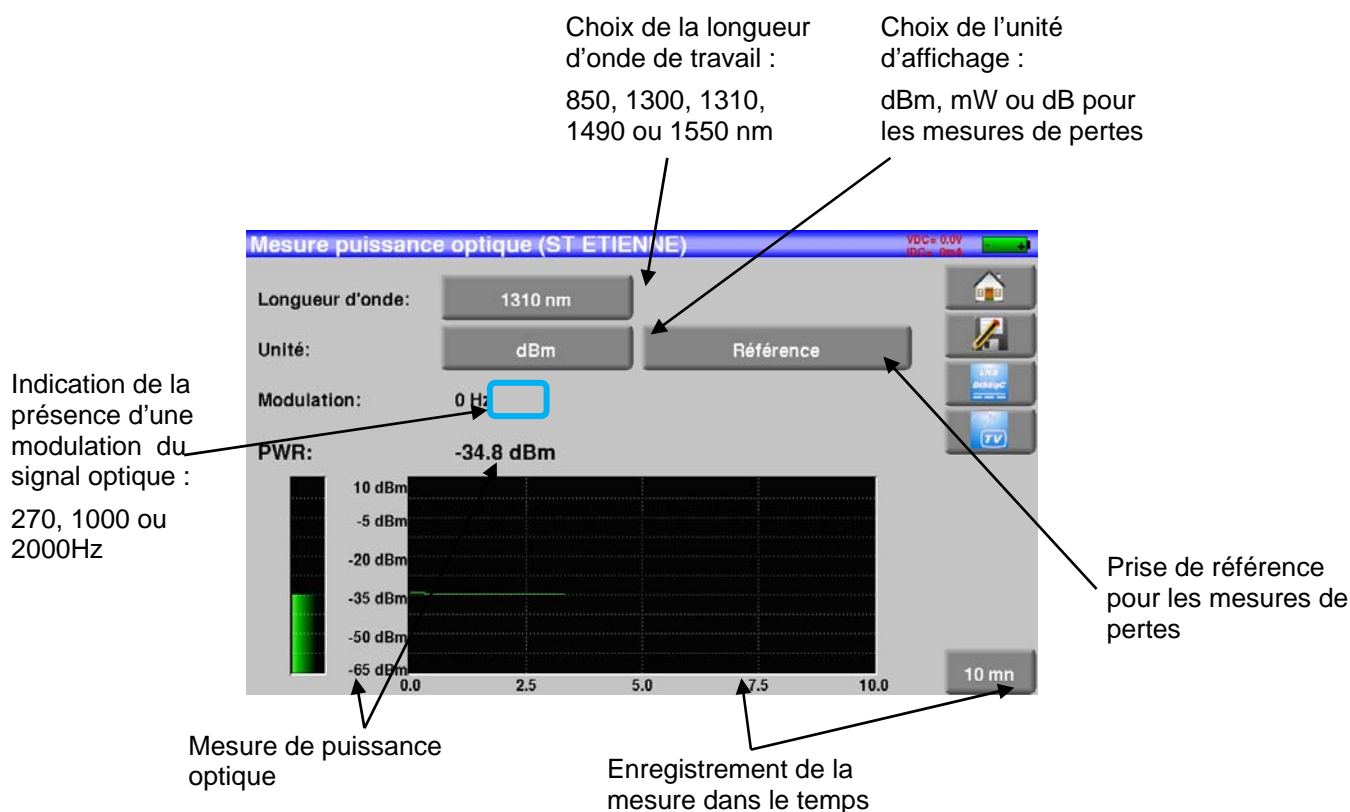 Choix de la longueur
d'onde de travail :
850, 1300, 1310,
1490 ou 1550 nm
Choix de l'unité
d'affichage :
dBm, mW ou dB pour
les mesures de pertes
Mesure puissance optique (ST ETIENNE)
VDC= 0.0V
IDC= 0mA
Longueur d'onde:
1310 nm
Unité:
dBm
Référence
LNB
DiSEqC
Modulation:
0 Hz
TV
PWR:
-34.8 dBm
Indication de la
présence d'une
modulation du
signal optique :
270, 1000 ou
2000Hz
10 dBm
-5 dBm
-20 dBm
-35 dBm
-50 dBm
-65 dBm
0.0 2.5 5.0 7.5 10.0
10 mn
Prise de référence
pour les mesures de
pertes
Mesure de puissance
optique
Enregistrement de la
mesure dans le temps